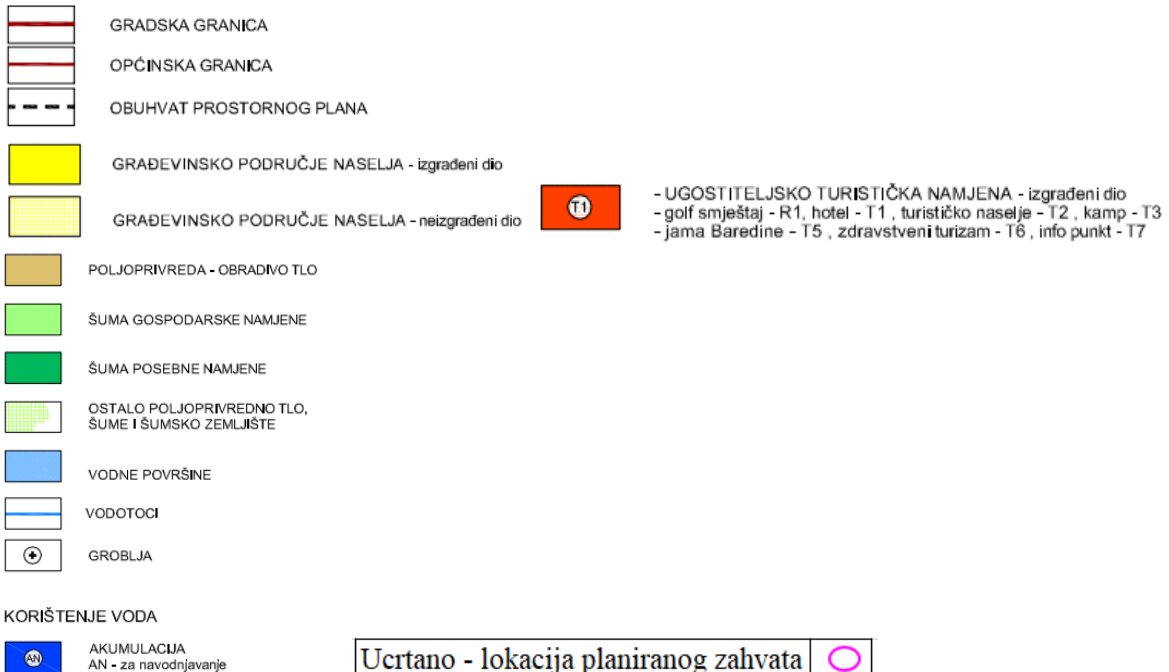 GRADSKA GRANICA
OPĆINSKA GRANICA
OBUHVAT PROSTORNOG PLANA
GRAĐEVINSKO PODRUČJE NASELJA - izgrađeni dio
GRAĐEVINSKO PODRUČJE NASELJA - neizgrađeni dio
T1
- UGOSTITELJSKO TURISTIČKA NAMJENA - izgrađeni dio
- golf smještaj - R1, hotel - T1 , turističko naselje - T2 , kamp - T3
- jama Baredine - T5 , zdravstveni turizam - T6 , info punkt - T7
POLJOPRIVREDA - OBRADIVO TLO
ŠUMA GOSPODARSKE NAMJENE
ŠUMA POSEBNE NAMJENE
OSTALO POLJOPRIVREDNO TLO,
ŠUME I ŠUMSKO ZEMLJIŠTE
VODNE POVRŠINE
VODOTOCI
GROBLJA
KORIŠTENJE VODA
AN
AKUMULACIJA
AN - za navodnjavanje
Ucrtano - lokacija planiranog zahvata